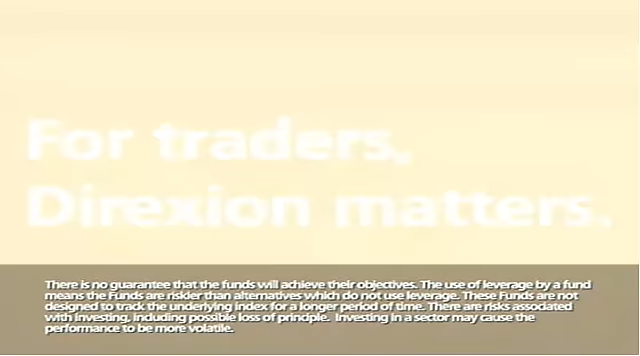 For traders,
Direxion matters.
There is no guarantee that the funds will achieve their objectives. The use of leverage by a fund
means the Funds are riskier than alternatives which do not use leverage. These Funds are not
designed to track the underlying index for a longer period of time. There are risks associated
with investing, including possible loss of principle. Investing in a sector may cause the
performance to be more volatile.